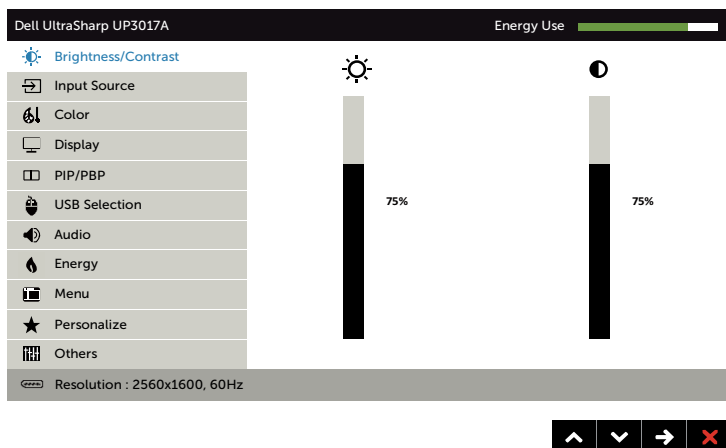 Dell UltraSharp UP3017A
Energy Use
Brightness/Contrast
Input Source
Color
Display
PIP/PBP
USB Selection
Audio
Energy
Menu
Personalize
Others
75%
75%
Resolution : 2560x1600, 60Hz